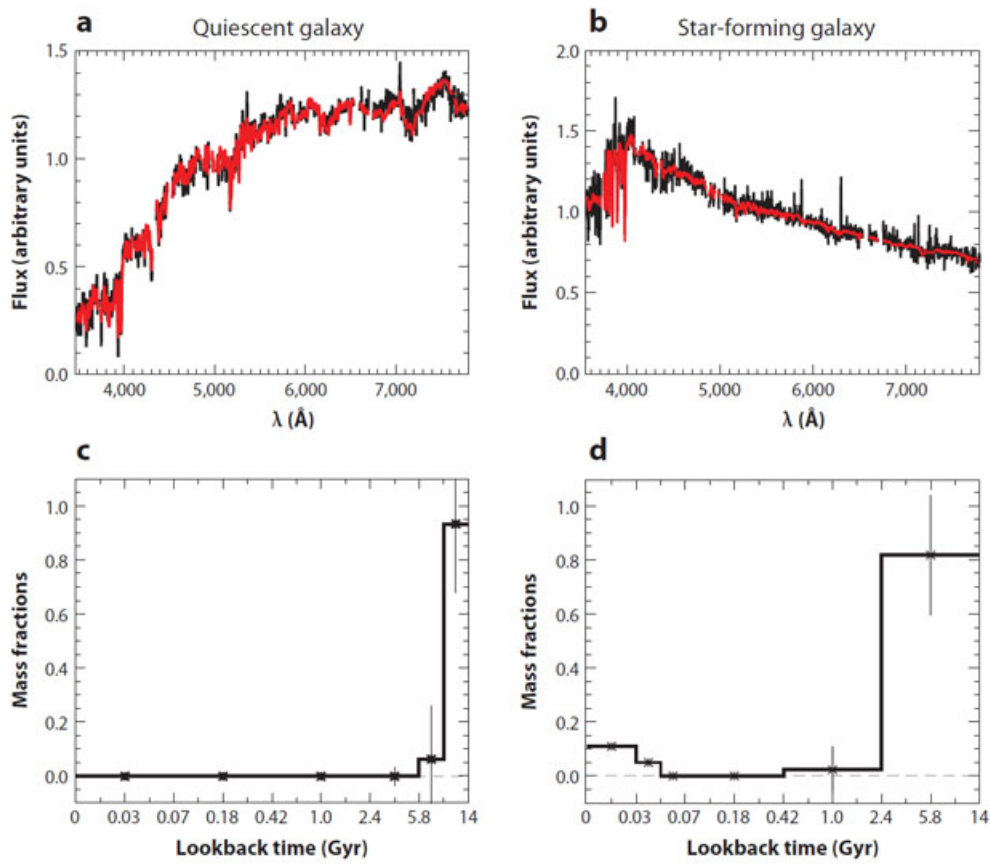 a Quiescent galaxy
b Star-forming galaxy
Flux (arbitrary units)
1.5
1.0
0.5
0.0
4,000 5,000 6,000 7,000
λ (Å)
Flux (arbitrary units)
2.0
1.5
1.0
0.5
0.0
4,000 5,000 6,000 7,000
λ (Å)
c
Mass fractions
1.0
0.8
0.6
0.4
0.2
0.0
0 0.03 0.07 0.18 0.42 1.0 2.4 5.8 14
Lookback time (Gyr)
d
Mass fractions
1.0
0.8
0.6
0.4
0.2
0.0
0 0.03 0.07 0.18 0.42 1.0 2.4 5.8 14
Lookback time (Gyr)